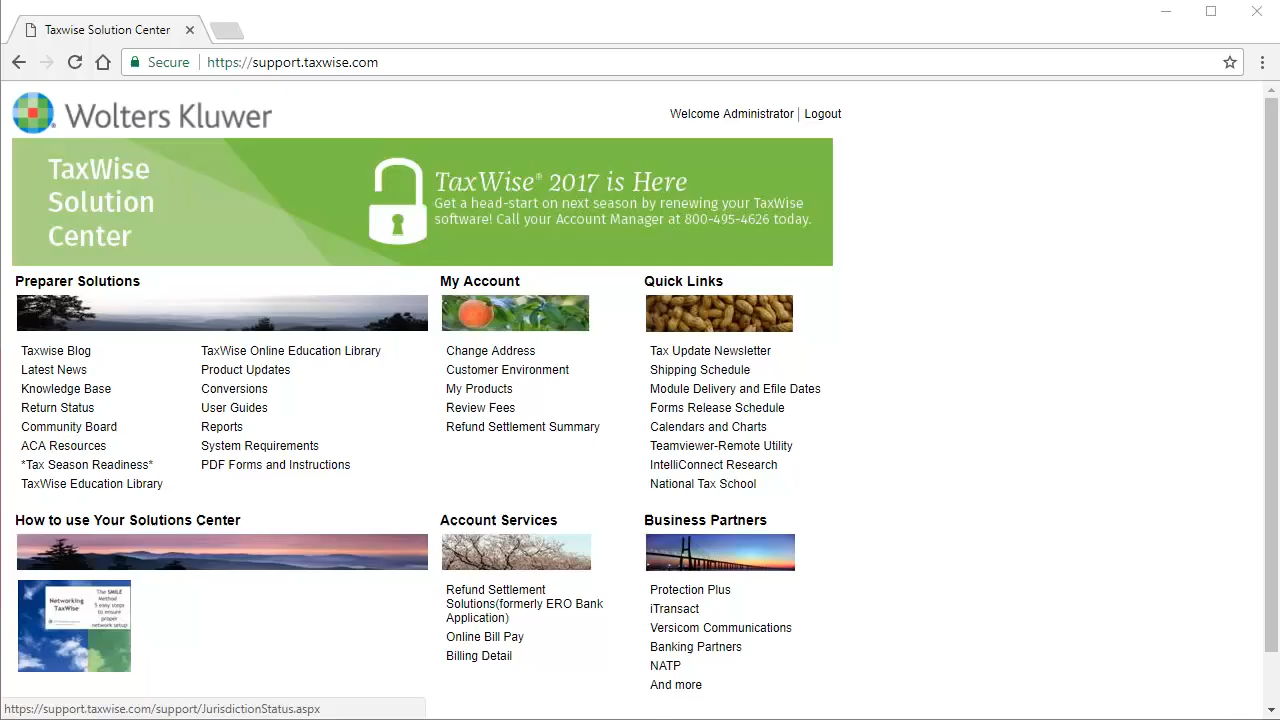 Taxwise Solution Center
Secure
https://support.taxwise.com
Wolters Kluwer
Welcome Administrator | Logout
TaxWise
Solution
Center
TaxWise® 2017 is Here
Get a head-start on next season by renewing your TaxWise
software! Call your Account Manager at 800-495-4626 today.
Preparer Solutions
Taxwise Blog
Latest News
Knowledge Base
Return Status
Community Board
ACA Resources
*Tax Season Readiness*
TaxWise Education Library
TaxWise Online Education Library
Product Updates
Conversions
User Guides
Reports
System Requirements
PDF Forms and Instructions
My Account
Change Address
Customer Environment
My Products
Review Fees
Refund Settlement Summary
Quick Links
Tax Update Newsletter
Shipping Schedule
Module Delivery and Efile Dates
Forms Release Schedule
Calendars and Charts
Teamviewer-Remote Utility
IntelliConnect Research
National Tax School
How to use Your Solutions Center
Networking
TaxWise
The SMILE
Method
5 easy steps
to ensure
proper
network setup
Account Services
Refund Settlement
Solutions(formerly ERO Bank
Application)
Online Bill Pay
Billing Detail
Business Partners
Protection Plus
iTransact
Versicom Communications
Banking Partners
NATP
And more
https://support.taxwise.com/support/JurisdictionStatus.aspx